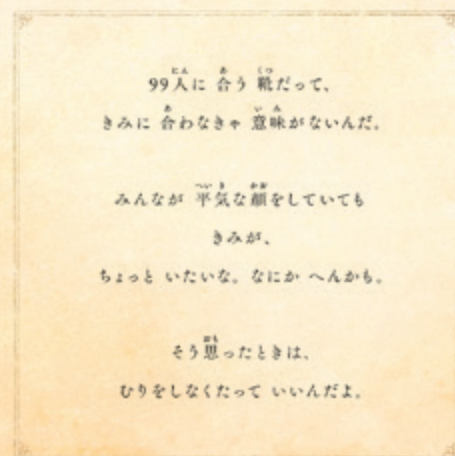 99人に 合う 靴だって、
きみに 合わなきゃ 意味がないんだ。
みんなが 平気な顔をしていても
きみが、
ちょっと いたいな。なにか へんかも。
そう思ったときは、
むりをしなくたって いいんだよ。